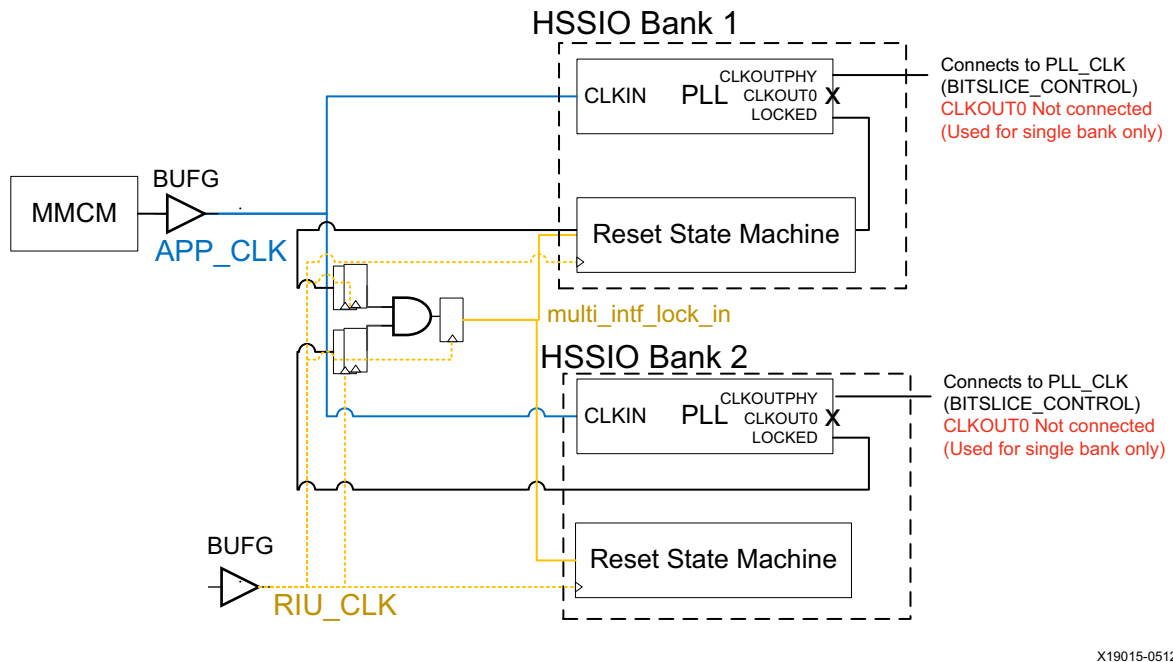 HSSIO Bank 1
CLKIN
PLL
CLKOUTPHY
CLKOUT0 X
LOCKED
Connects to PLL_CLK
(BITSLICE_CONTROL)
CLKOUT0 Not connected
(Used for single bank only)
MMCM
BUFG
APP_CLK
Reset State Machine
multi_intf_lock_in
HSSIO Bank 2
CLKIN
PLL
CLKOUTPHY
CLKOUT0 X
LOCKED
Connects to PLL_CLK
(BITSLICE_CONTROL)
CLKOUT0 Not connected
(Used for single bank only)
BUFG
RIU_CLK
Reset State Machine
X19015-0512